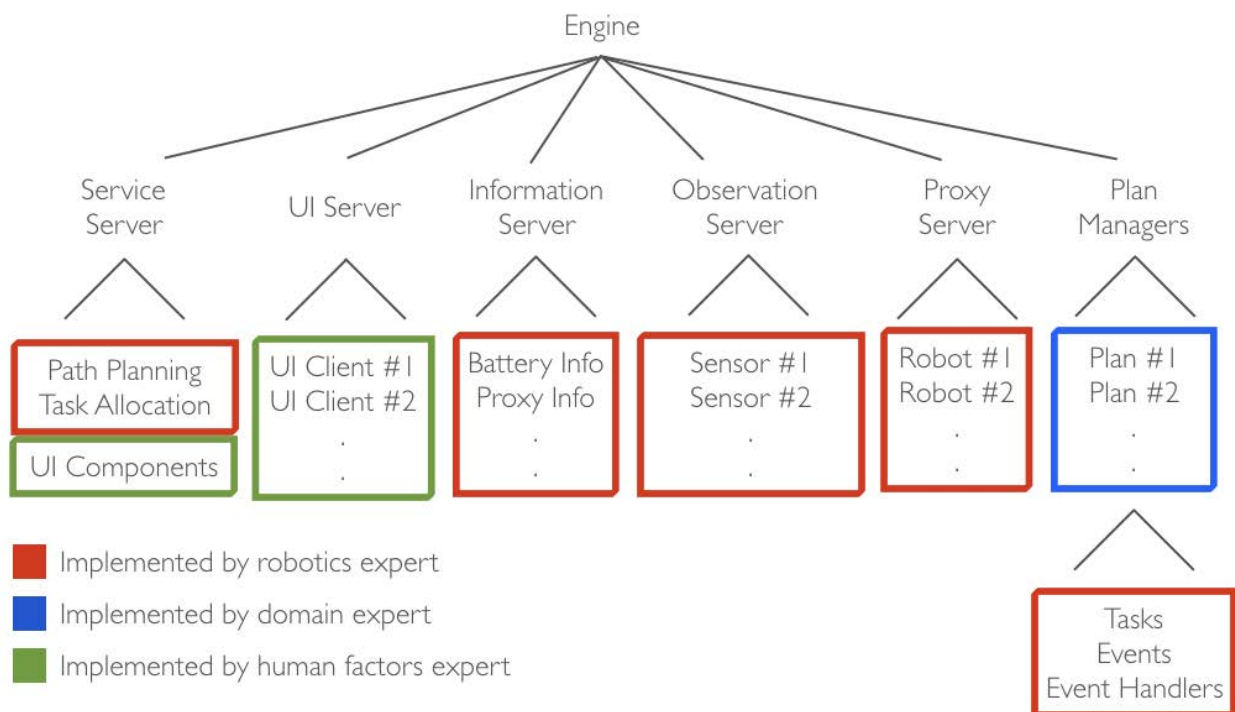 Engine
Service
Server
UI Server
Information
Server
Observation
Server
Proxy
Server
Plan
Managers
Path Planning
Task Allocation
UI Components
UI Client #1
UI Client #2
.
.
Battery Info
Proxy Info
.
.
Sensor #1
Sensor #2
.
.
Robot #1
Robot #2
.
.
Plan #1
Plan #2
.
.
Tasks
Events
Event Handlers
Implemented by robotics expert
Implemented by domain expert
Implemented by human factors expert